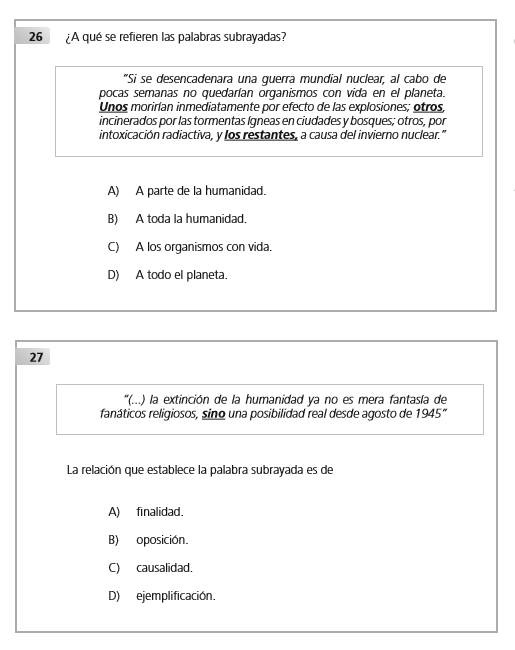 26 ¿A qué se refieren las palabras subrayadas?
“Si se desencadenara una guerra mundial nuclear, al cabo de
pocas semanas no quedarían organismos con vida en el planeta.
Unos morirían inmediatamente por efecto de las explosiones; otros,
incinerados por las tormentas ígneas en ciudades y bosques; otros, por
intoxicación radiactiva, y los restantes, a causa del invierno nuclear.”
A) A parte de la humanidad.
B) A toda la humanidad.
C) A los organismos con vida.
D) A todo el planeta.
27
“(...) la extinción de la humanidad ya no es mera fantasía de
fanáticos religiosos, sino una posibilidad real desde agosto de 1945”
La relación que establece la palabra subrayada es de
A) finalidad.
B) oposición.
C) causalidad.
D) ejemplificación.